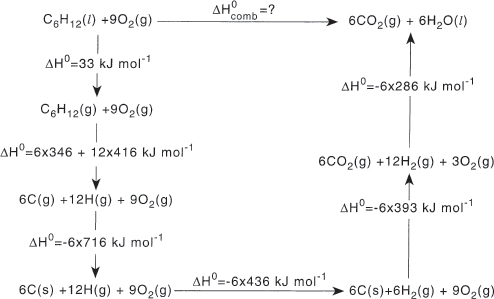 C₆H₁₂(l) +9O₂(g)
ΔH⁰comb=?
6CO₂(g) + 6H₂O(l)
ΔH⁰=33 kJ mol⁻¹
ΔH⁰=-6x286 kJ mol⁻¹
C₆H₁₂(g) +9O₂(g)
ΔH⁰=6x346 + 12x416 kJ mol⁻¹
6CO₂(g) +12H₂(g) + 3O₂(g)
6C(g) +12H(g) + 9O₂(g)
ΔH⁰=-6x393 kJ mol⁻¹
ΔH⁰=-6x716 kJ mol⁻¹
6C(s) +12H(g) + 9O₂(g)
ΔH⁰=-6x436 kJ mol⁻¹
6C(s)+6H₂(g) + 9O₂(g)